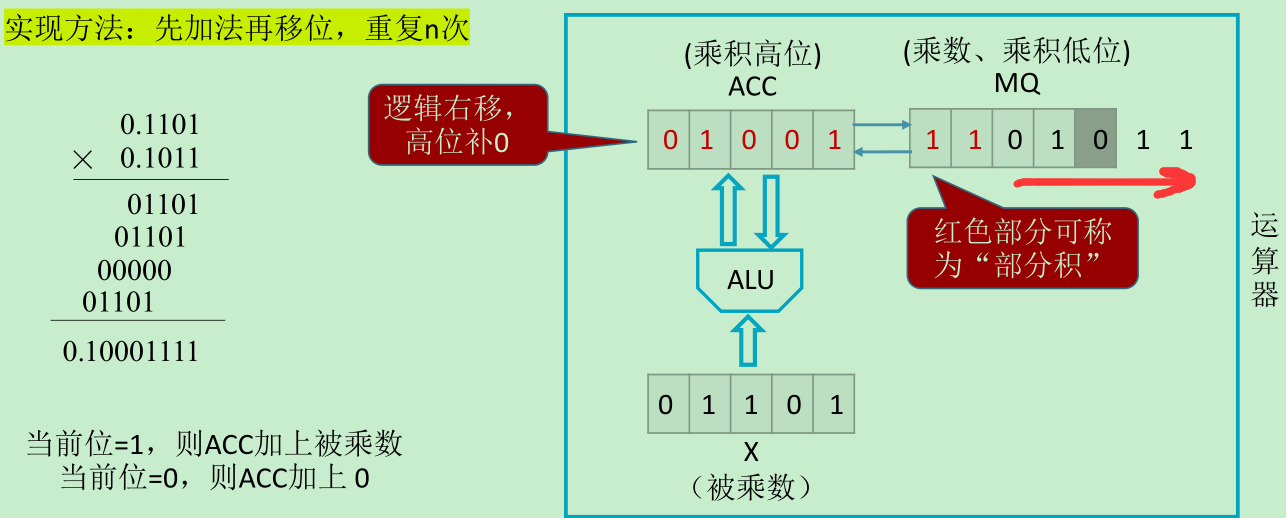 实现方法：先加法再移位，重复n次
0.1101
× 0.1011
01101
01101
00000
01101
0.10001111
当前位=1，则ACC加上被乘数
当前位=0，则ACC加上 0
逻辑右移，
高位补0
(乘积高位)
ACC
0 1 0 0 1
(乘数、乘积低位)
MQ
1 1 0 1 0 1 1
红色部分可称
为“部分积”
ALU
0 1 1 0 1
X
（被乘数）
运算器